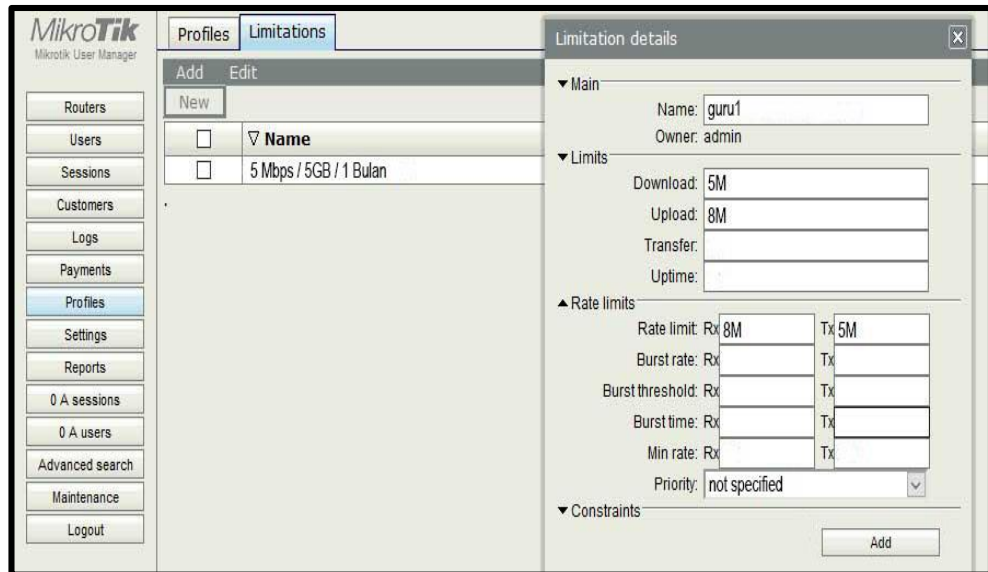 MikroTik
Mikrotik User Manager
Routers
Users
Sessions
Customers
Logs
Payments
Profiles
Settings
Reports
0 A sessions
0 A users
Advanced search
Maintenance
Logout
Profiles Limitations
Add Edit
New
▽ Name
5 Mbps / 5GB / 1 Bulan
Limitation details X
▼ Main
Name: guru1
Owner: admin
▼ Limits
Download: 5M
Upload: 8M
Transfer:
Uptime:
▲ Rate limits
Rate limit: Rx 8M Tx 5M
Burst rate: Rx Tx
Burst threshold: Rx Tx
Burst time: Rx Tx
Min rate: Rx Tx
Priority: not specified
▼ Constraints
Add